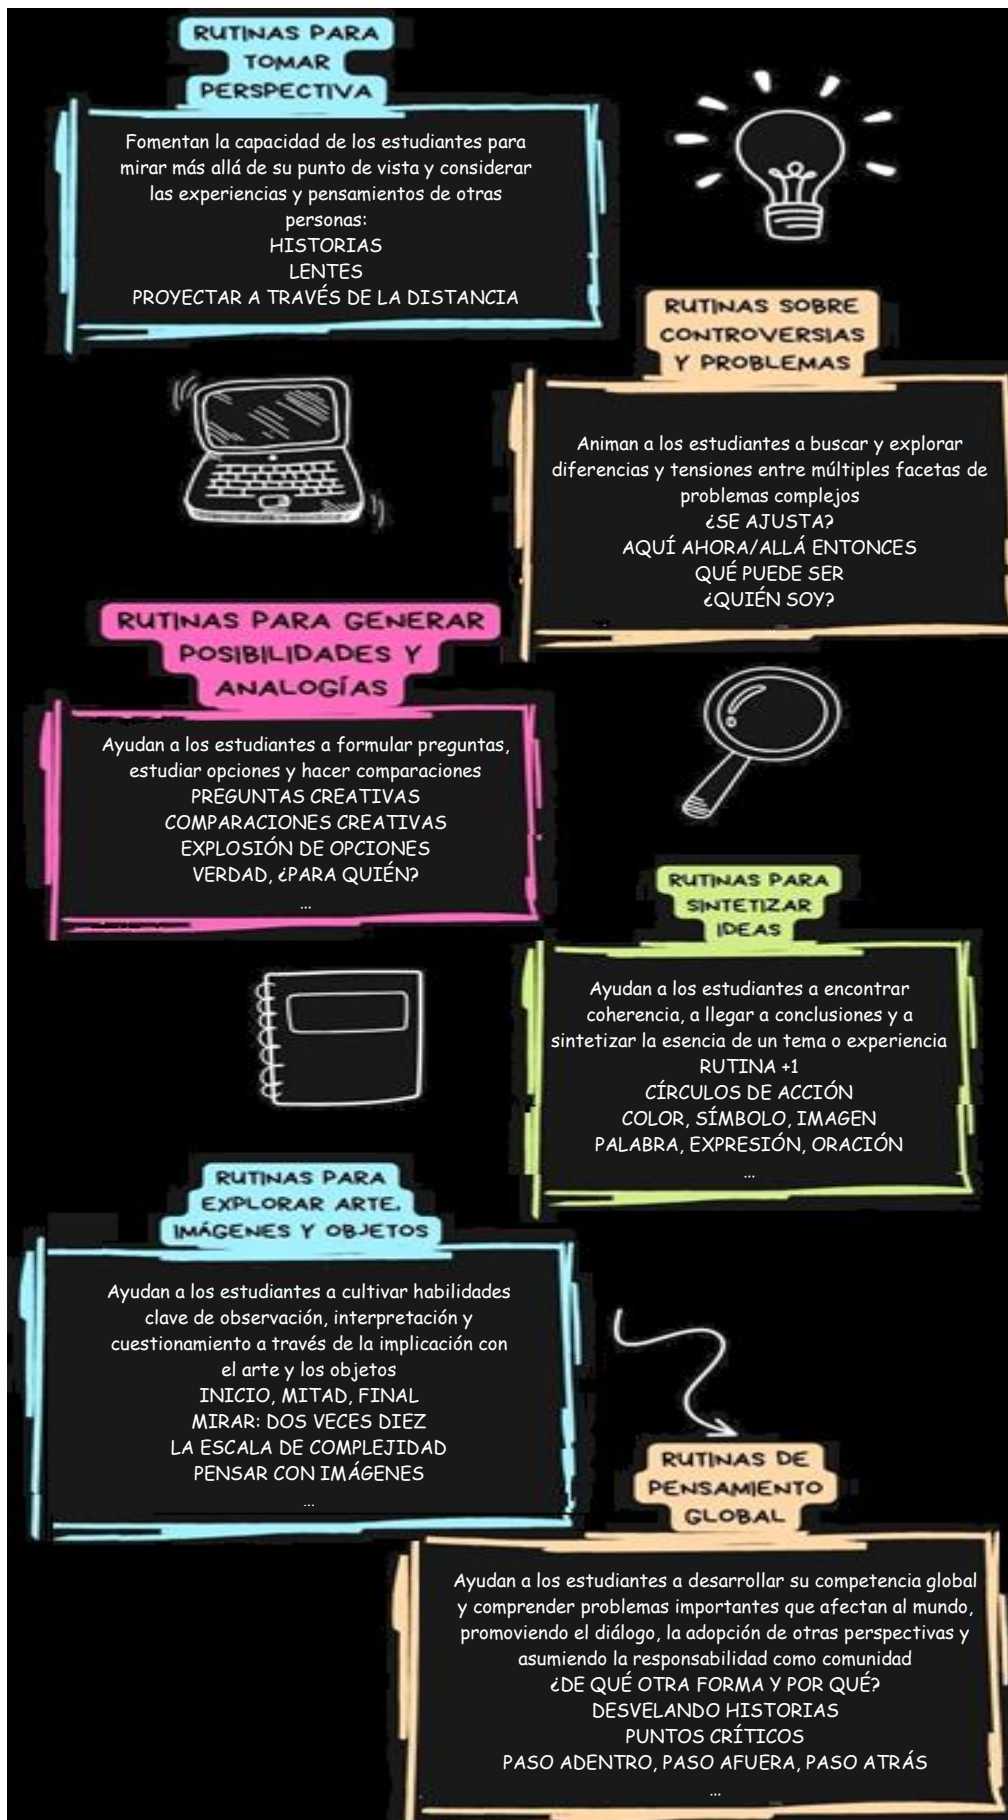 RUTINAS PARA
TOMAR
PERSPECTIVA
Fomentan la capacidad de los estudiantes para
mirar más allá de su punto de vista y considerar
las experiencias y pensamientos de otras
personas:
HISTORIAS
LENTES
PROYECTAR A TRAVÉS DE LA DISTANCIA
RUTINAS SOBRE
CONTROVERSIAS
Y PROBLEMAS
Animan a los estudiantes a buscar y explorar
diferencias y tensiones entre múltiples facetas de
problemas complejos
¿SE AJUSTA?
AQUÍ AHORA/ALLÁ ENTONCES
QUÉ PUEDE SER
¿QUIÉN SOY?
...
RUTINAS PARA GENERAR
POSIBILIDADES Y
ANALOGÍAS
Ayudan a los estudiantes a formular preguntas,
estudiar opciones y hacer comparaciones
PREGUNTAS CREATIVAS
COMPARACIONES CREATIVAS
EXPLOSIÓN DE OPCIONES
VERDAD, ¿PARA QUIÉN?
...
RUTINAS PARA
SINTETIZAR
IDEAS
Ayudan a los estudiantes a encontrar
coherencia, a llegar a conclusiones y a
sintetizar la esencia de un tema o experiencia
RUTINA +1
CÍRCULOS DE ACCIÓN
COLOR, SÍMBOLO, IMAGEN
PALABRA, EXPRESIÓN, ORACIÓN
...
RUTINAS PARA
EXPLORAR ARTE,
IMÁGENES Y OBJETOS
Ayudan a los estudiantes a cultivar habilidades
clave de observación, interpretación y
cuestionamiento a través de la implicación con
el arte y los objetos
INICIO, MITAD, FINAL
MIRAR: DOS VECES DIEZ
LA ESCALA DE COMPLEJIDAD
PENSAR CON IMÁGENES
...
RUTINAS DE
PENSAMIENTO
GLOBAL
Ayudan a los estudiantes a desarrollar su competencia global
y comprender problemas importantes que afectan al mundo,
promoviendo el diálogo, la adopción de otras perspectivas y
asumiendo la responsabilidad como comunidad
¿DE QUÉ OTRA FORMA Y POR QUÉ?
DESVELANDO HISTORIAS
PUNTOS CRÍTICOS
PASO ADENTRO, PASO AFUERA, PASO ATRÁS
...